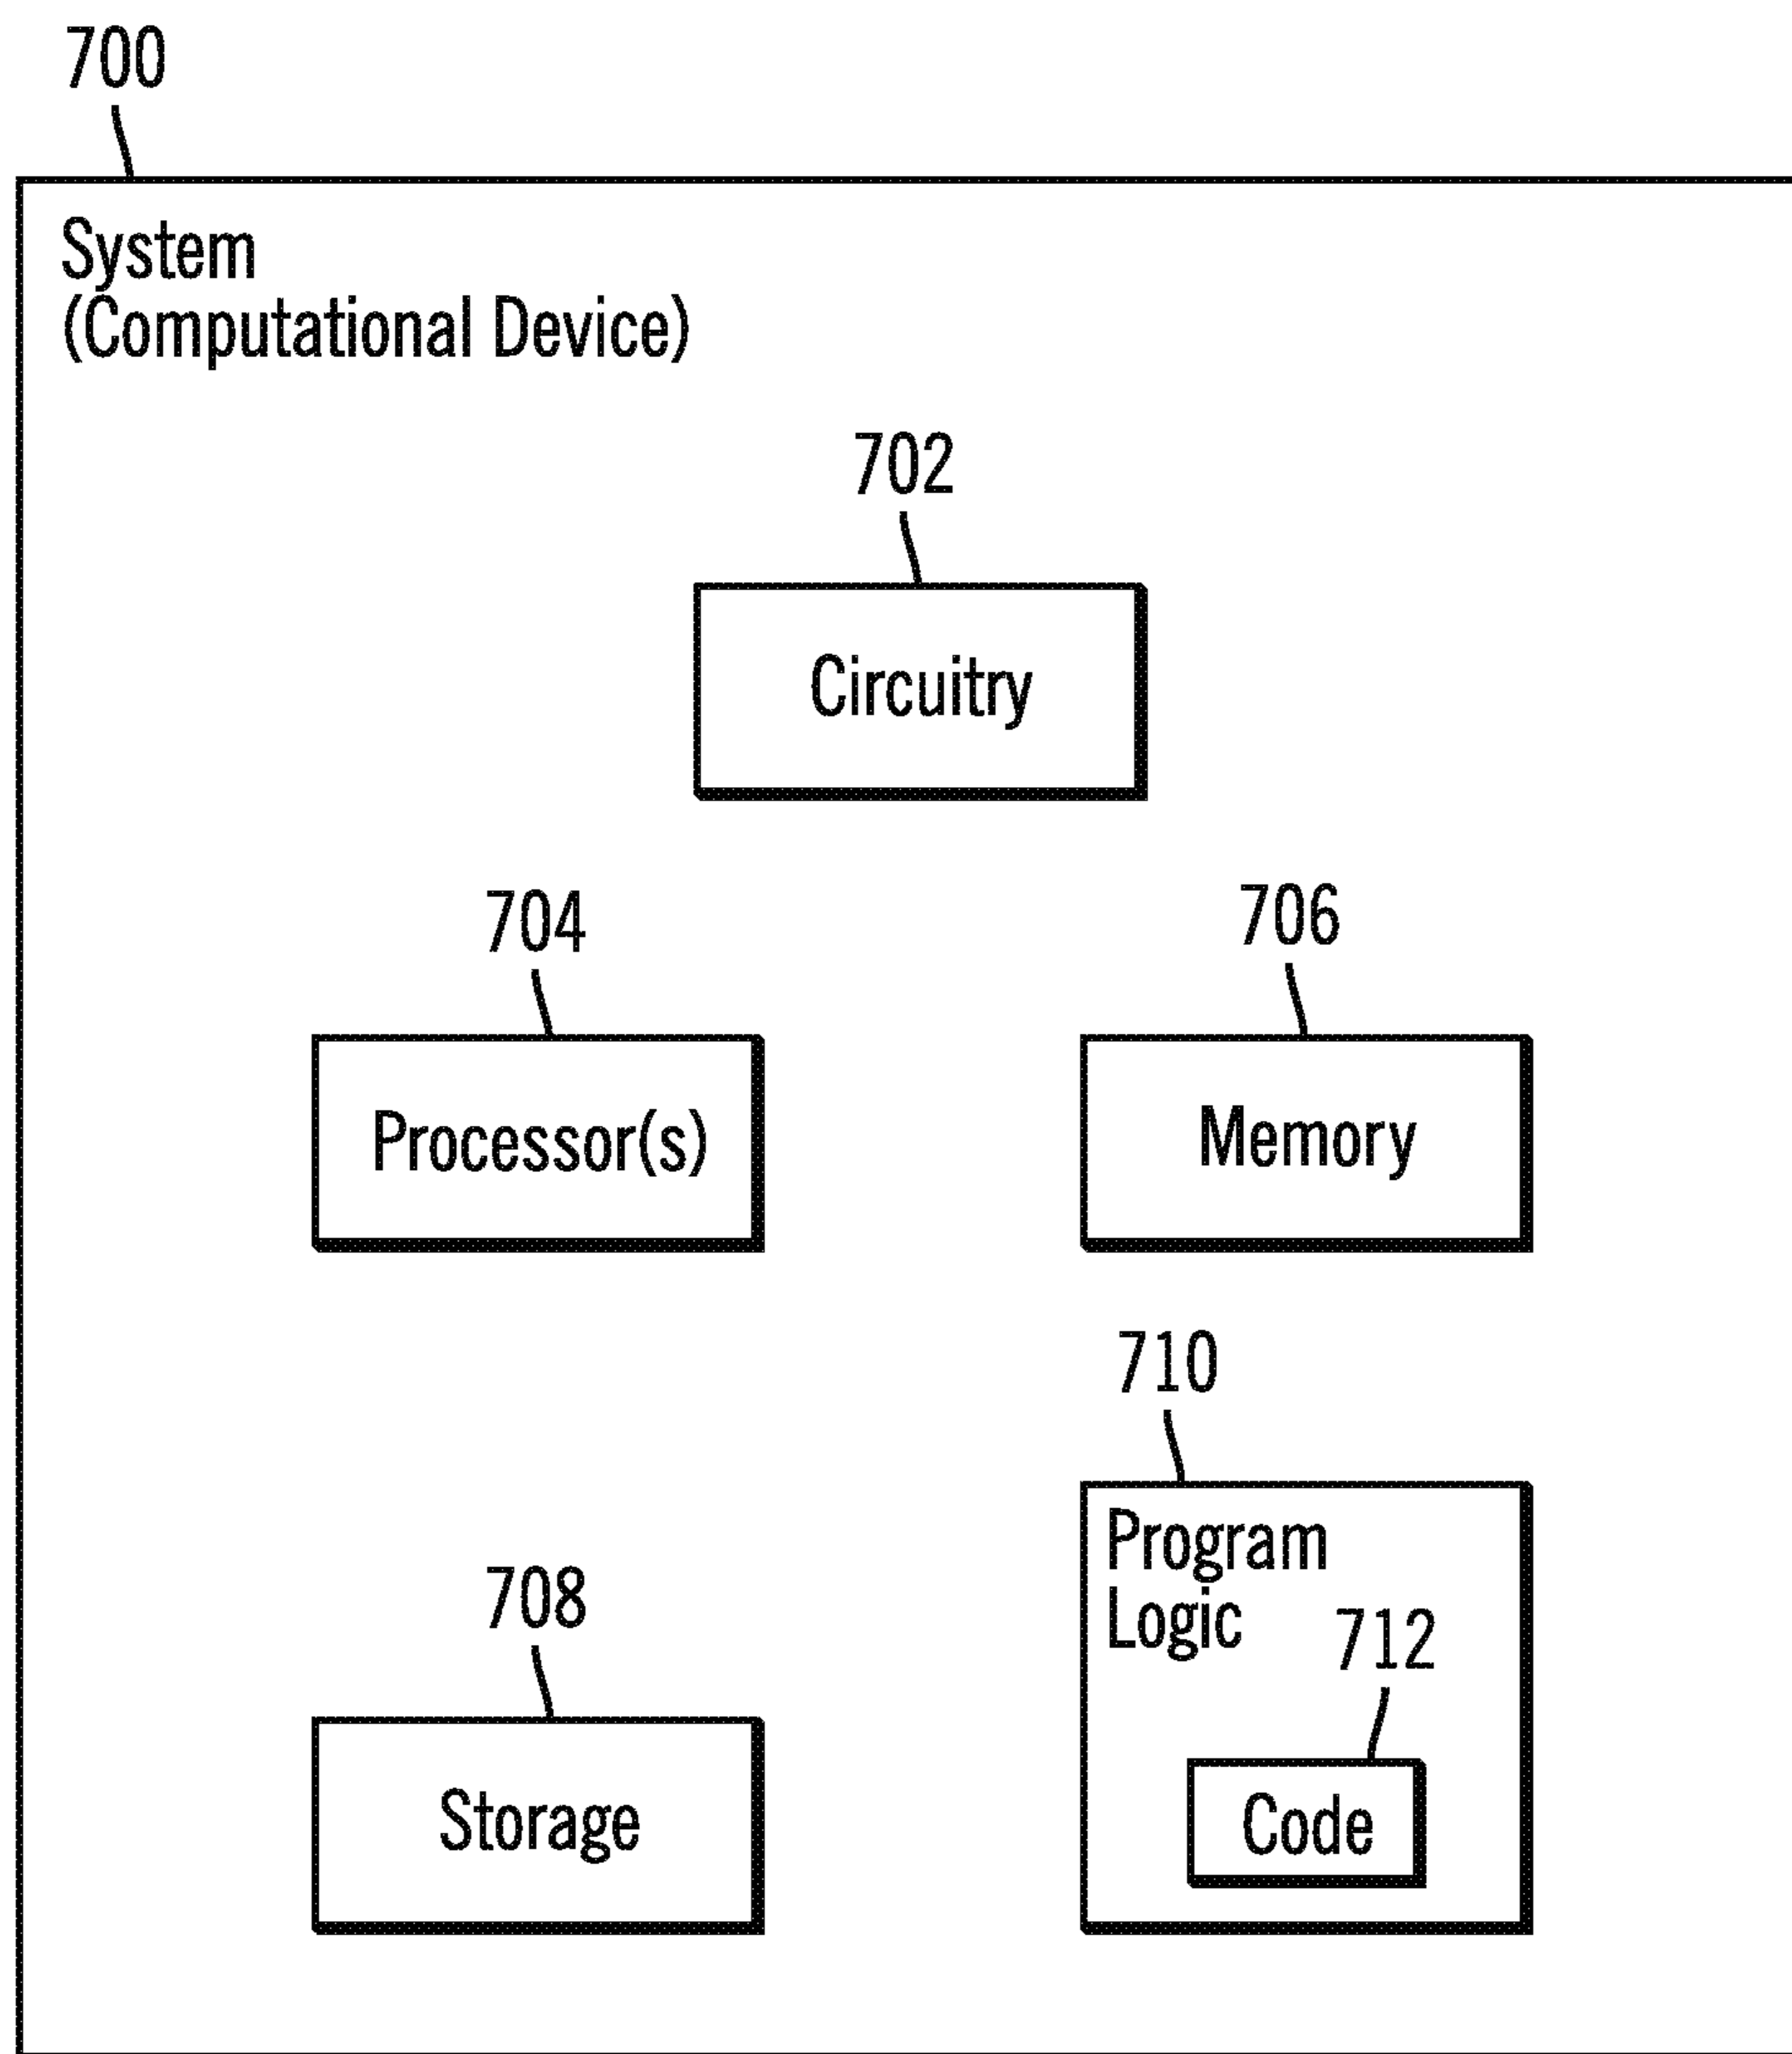 700
System
(Computational Device)
702
Circuitry
704
Processor(s)
706
Memory
708
Storage
710
Program
Logic
712
Code